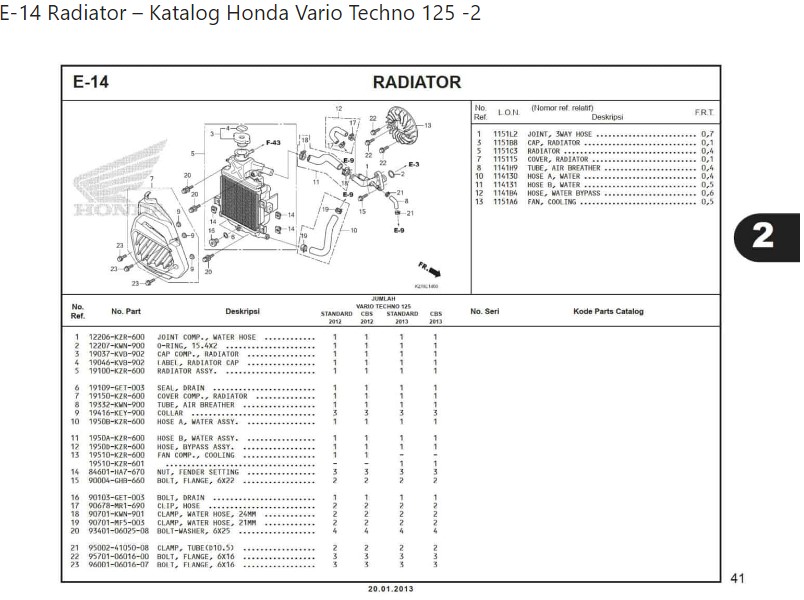 E-14 Radiator – Katalog Honda Vario Techno 125 -2
E-14 RADIATOR
HONDA
F-43
E-9
E-3
E-9
E-9
FR.
No. Ref. L.O.N. (Nomor ref. relatif) Deskripsi F.R.T.
1 1151L2 JOINT, 3WAY HOSE 0,7
3 1151B8 CAP, RADIATOR 0,1
5 1151C3 RADIATOR 0,4
7 115115 COVER, RADIATOR 0,1
8 1141H9 TUBE, AIR BREATHER 0,4
10 114130 HOSE A, WATER 0,4
11 114131 HOSE B, WATER 0,5
12 1141B4 HOSE, WATER BYPASS 0,6
13 1151A6 FAN, COOLING 0,5
2
No. Ref. No. Part Deskripsi JUMLAH No. Seri Kode Parts Catalog
VARIO TECHNO 125
STANDARD CBS STANDARD CBS
2012 2012 2013 2013
1 12206-KZR-600 JOINT COMP., WATER HOSE 1 1 1 1
2 12207-KWN-900 O-RING, 15.4X2 1 1 1 1
3 19037-KVB-902 CAP COMP., RADIATOR 1 1 1 1
4 19046-KVB-900 LABEL, RADIATOR CAP 1 1 1 1
5 19100-KZR-600 RADIATOR ASSY. 1 1 1 1
6 19109-GET-003 SEAL, DRAIN 1 1 1 1
7 19150-KZR-600 COVER COMP., RADIATOR 1 1 1 1
8 19332-KWN-900 TUBE, AIR BREATHER 1 1 1 1
9 19416-KEY-900 COLLAR 3 3 3 3
10 1950B-KZR-600 HOSE A, WATER ASSY. 1 1 1 1
11 195DA-KZR-600 HOSE B, WATER ASSY. 1 1 1 1
12 195DD-KZR-600 HOSE, BYPASS ASSY. 1 1 1 1
13 19510-KZR-600 FAN COMP., COOLING 1 1 – –
19510-KZR-601 – – 1 1
14 84601-HA7-670 NUT, FENDER SETTING 3 3 3 3
15 90004-GHB-660 BOLT, FLANGE, 6X22 2 2 2 2
16 90103-GET-003 BOLT, DRAIN 1 1 1 1
17 90678-MR1-690 CLIP, HOSE 2 2 2 2
18 90701-KWN-901 CLAMP, WATER HOSE, 24MM 2 2 2 2
19 90701-MF5-003 CLAMP, WATER HOSE, 21MM 2 2 2 2
20 93401-06025-08 BOLT-WASHER, 6X25 4 4 4 4
21 95002-41050-08 CLAMP, TUBE(D10.5) 2 2 2 2
22 95701-06016-00 BOLT, FLANGE, 6X16 3 3 3 3
23 96001-06016-07 BOLT, FLANGE, 6X16 3 3 3 3
41
20.01.2013